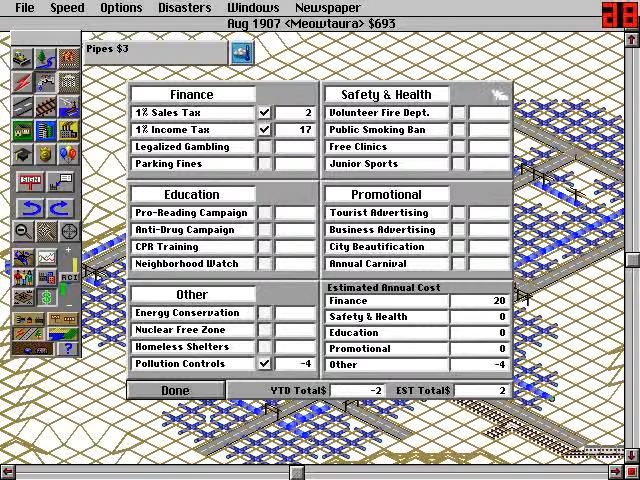 File Speed Options Disasters Windows Newspaper
Aug 1907 <Meowtaura> $693
Pipes $3
SIGN
RCI
?
Finance
1% Sales Tax 2
1% Income Tax 17
Legalized Gambling
Parking Fines
Safety & Health
Volunteer Fire Dept.
Public Smoking Ban
Free Clinics
Junior Sports
Education
Pro-Reading Campaign
Anti-Drug Campaign
CPR Training
Neighborhood Watch
Promotional
Tourist Advertising
Business Advertising
City Beautification
Annual Carnival
Other
Energy Conservation
Nuclear Free Zone
Homeless Shelters
Pollution Controls -4
Estimated Annual Cost
Finance 20
Safety & Health 0
Education 0
Promotional 0
Other -4
Done YTD Total$ -2 EST Total$ 2